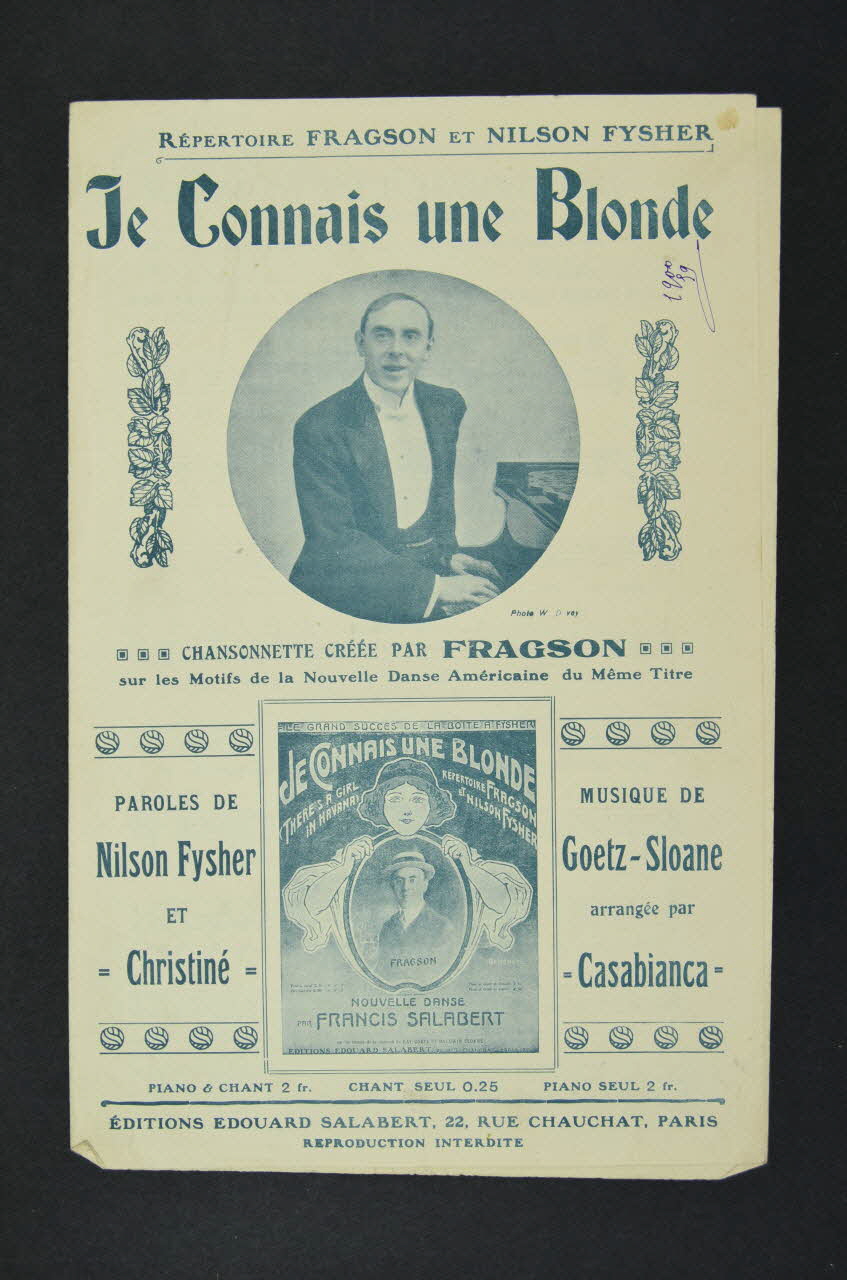 RÉPERTOIRE FRAGSON ET NILSON FYSHER
Je Connais une Blonde
1900
Photo W
CHANSONNETTE CRÉÉE PAR FRAGSON
sur les Motifs de la Nouvelle Danse Américaine du Même Titre
PAROLES DE
Nilson Fysher
ET
= Christiné =
LE GRAND SUCCES DE LA BOITE A FYSHER
JE CONNAIS UNE BLONDE
(THERE'S A GIRL
IN HAVANA)
RÉPERTOIRE FRAGSON
ET NILSON FYSHER
FRAGSON
NOUVELLE DANSE
PAR FRANCIS SALABERT
EDITIONS EDOUARD SALABERT
MUSIQUE DE
Goetz-Sloane
arrangée par
= Casabianca =
PIANO & CHANT 2 fr. CHANT SEUL 0.25 PIANO SEUL 2 fr.
ÉDITIONS EDOUARD SALABERT, 22, RUE CHAUCHAT, PARIS
REPRODUCTION INTERDITE